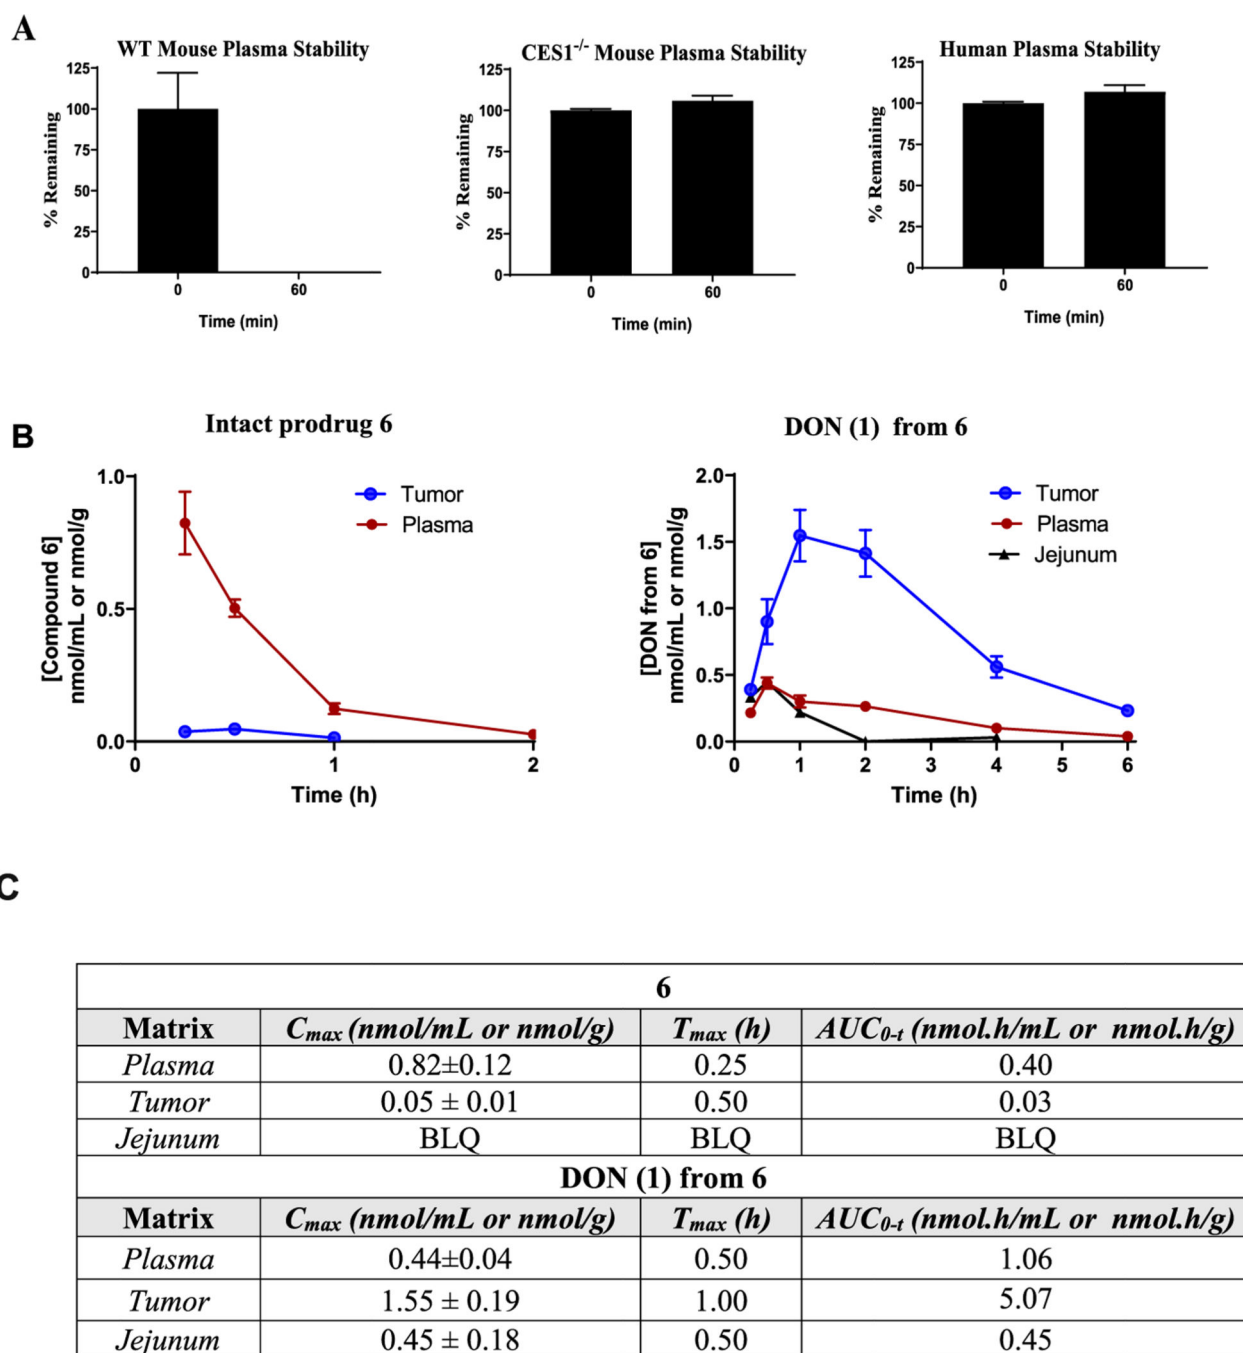 A
WT Mouse Plasma Stability
CES1-/- Mouse Plasma Stability
Human Plasma Stability
% Remaining
125
100
75
50
25
0
0 60
Time (min)
% Remaining
125
100
75
50
25
0
0 60
Time (min)
% Remaining
125
100
75
50
25
0
0 60
Time (min)
B
Intact prodrug 6
[Compound 6]
nmol/mL or nmol/g
1.0
0.5
0.0
0 1 2
Time (h)
Tumor
Plasma
DON (1) from 6
[DON from 6]
nmol/mL or nmol/g
2.0
1.5
1.0
0.5
0.0
0 1 2 3 4 5 6
Time (h)
Tumor
Plasma
Jejunum
C
6
Matrix Cmax (nmol/mL or nmol/g) Tmax (h) AUC0-t (nmol.h/mL or nmol.h/g)
Plasma 0.82±0.12 0.25 0.40
Tumor 0.05 ± 0.01 0.50 0.03
Jejunum BLQ BLQ BLQ
DON (1) from 6
Matrix Cmax (nmol/mL or nmol/g) Tmax (h) AUC0-t (nmol.h/mL or nmol.h/g)
Plasma 0.44±0.04 0.50 1.06
Tumor 1.55 ± 0.19 1.00 5.07
Jejunum 0.45 ± 0.18 0.50 0.45